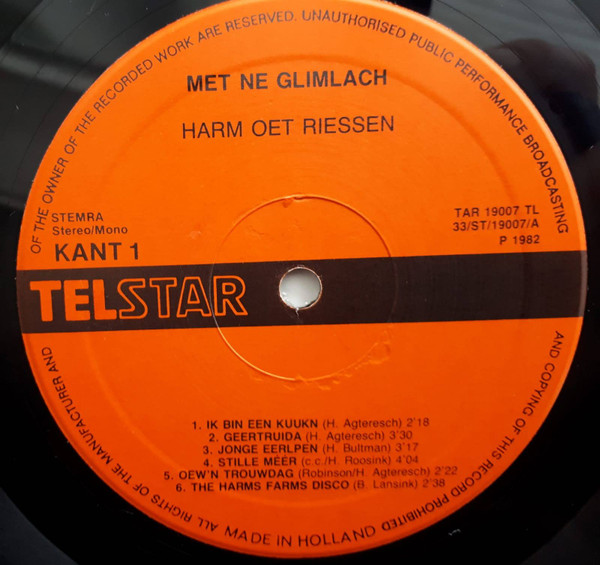 OF THE OWNER OF THE RECORDED WORK ARE RESERVED. UNAUTHORISED PUBLIC PERFORMANCE BROADCASTING
MET NE GLIMLACH
HARM OET RIESSEN
STEMRA
Stereo/Mono
KANT 1
TAR 19007 TL
33/ST/19007/A
P 1982
TELSTAR
1. IK BIN EEN KUUKN (H. Agteresch) 2'18
2. GEERTRUIDA (H. Agteresch) 3'30
3. JONGE EERLPEN (H. Bultman) 3'17
4. STILLE MÉÉR (c.c./H. Roosink) 4'04
5. OEW'N TROUWDAG (Robinson/H. Agteresch) 2'22
6. THE HARMS FARMS DISCO (B. Lansink) 2'38
AND COPYING OF THIS RECORD PROHIBITED
ALL RIGHTS OF THE MANUFACTURER AND
MADE IN HOLLAND